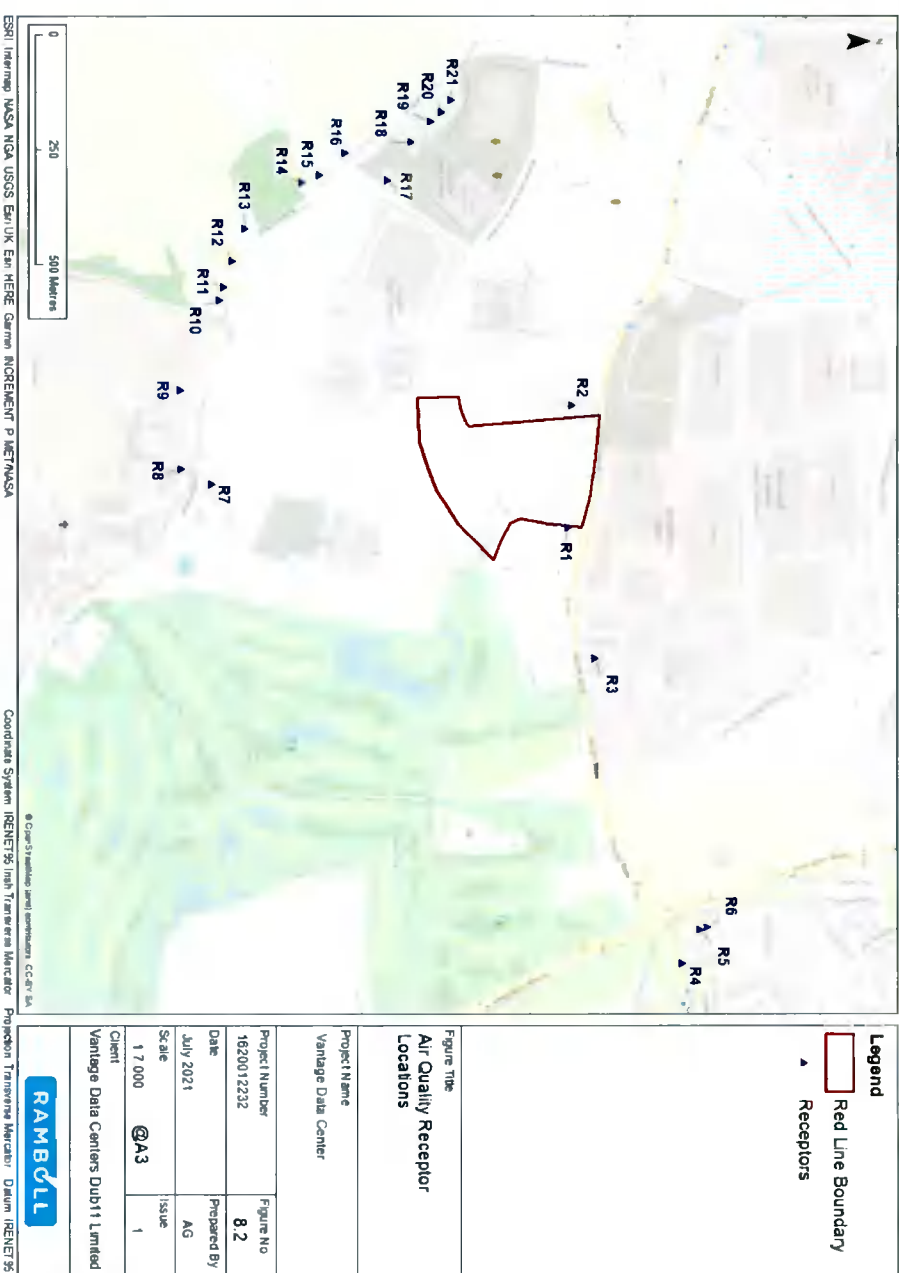 N
R21
R20
R19
R18
R17
R16
R15
R14
R13
R12
R11
R10
R9
R8
R7
R2
R1
R3
R6
R5
R4
0 250 500 Metres
© OpenStreetMap (and) contributors CC-BY SA
ESRI Intermap NASA NGA USGS Esri UK Esri HERE Garmin INCREMENT P METI/NASA
Coordinate System IRENET95 Irish Transverse Mercator Projection Transverse Mercator Datum IRENET 95
Legend
Red Line Boundary
Receptors
Figure Title
Air Quality Receptor
Locations
Project Name
Vantage Data Center
Project Number
1620012232
Figure No
8.2
Date
July 2021
Prepared By
AG
Scale
1 7 000 @A3
Issue
1
Client
Vantage Data Centers Dub11 Limited
RAMBOLL